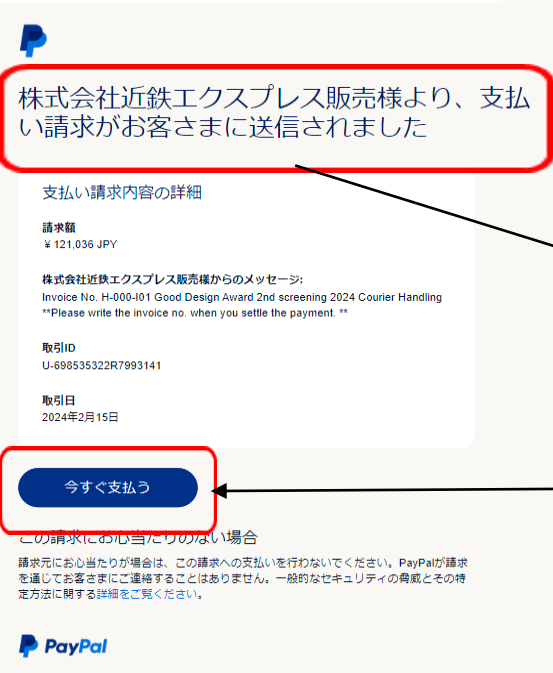 株式会社近鉄エクスプレス販売様より、支払
い請求がお客さまに送信されました
支払い請求内容の詳細
請求額
¥ 121,036 JPY
株式会社近鉄エクスプレス販売様からのメッセージ:
Invoice No. H-000-I01 Good Design Award 2nd screening 2024 Courier Handling
**Please write the invoice no. when you settle the payment. **
取引ID
U-698535322R7993141
取引日
2024年2月15日
今すぐ支払う
この請求にお心当たりのない場合
請求元にお心当たりが場合は、この請求への支払いを行わないでください。PayPalが請求
を通じてお客さまにご連絡することはありません。一般的なセキュリティの脅威とその特
定方法に関する詳細をご覧ください。
PayPal